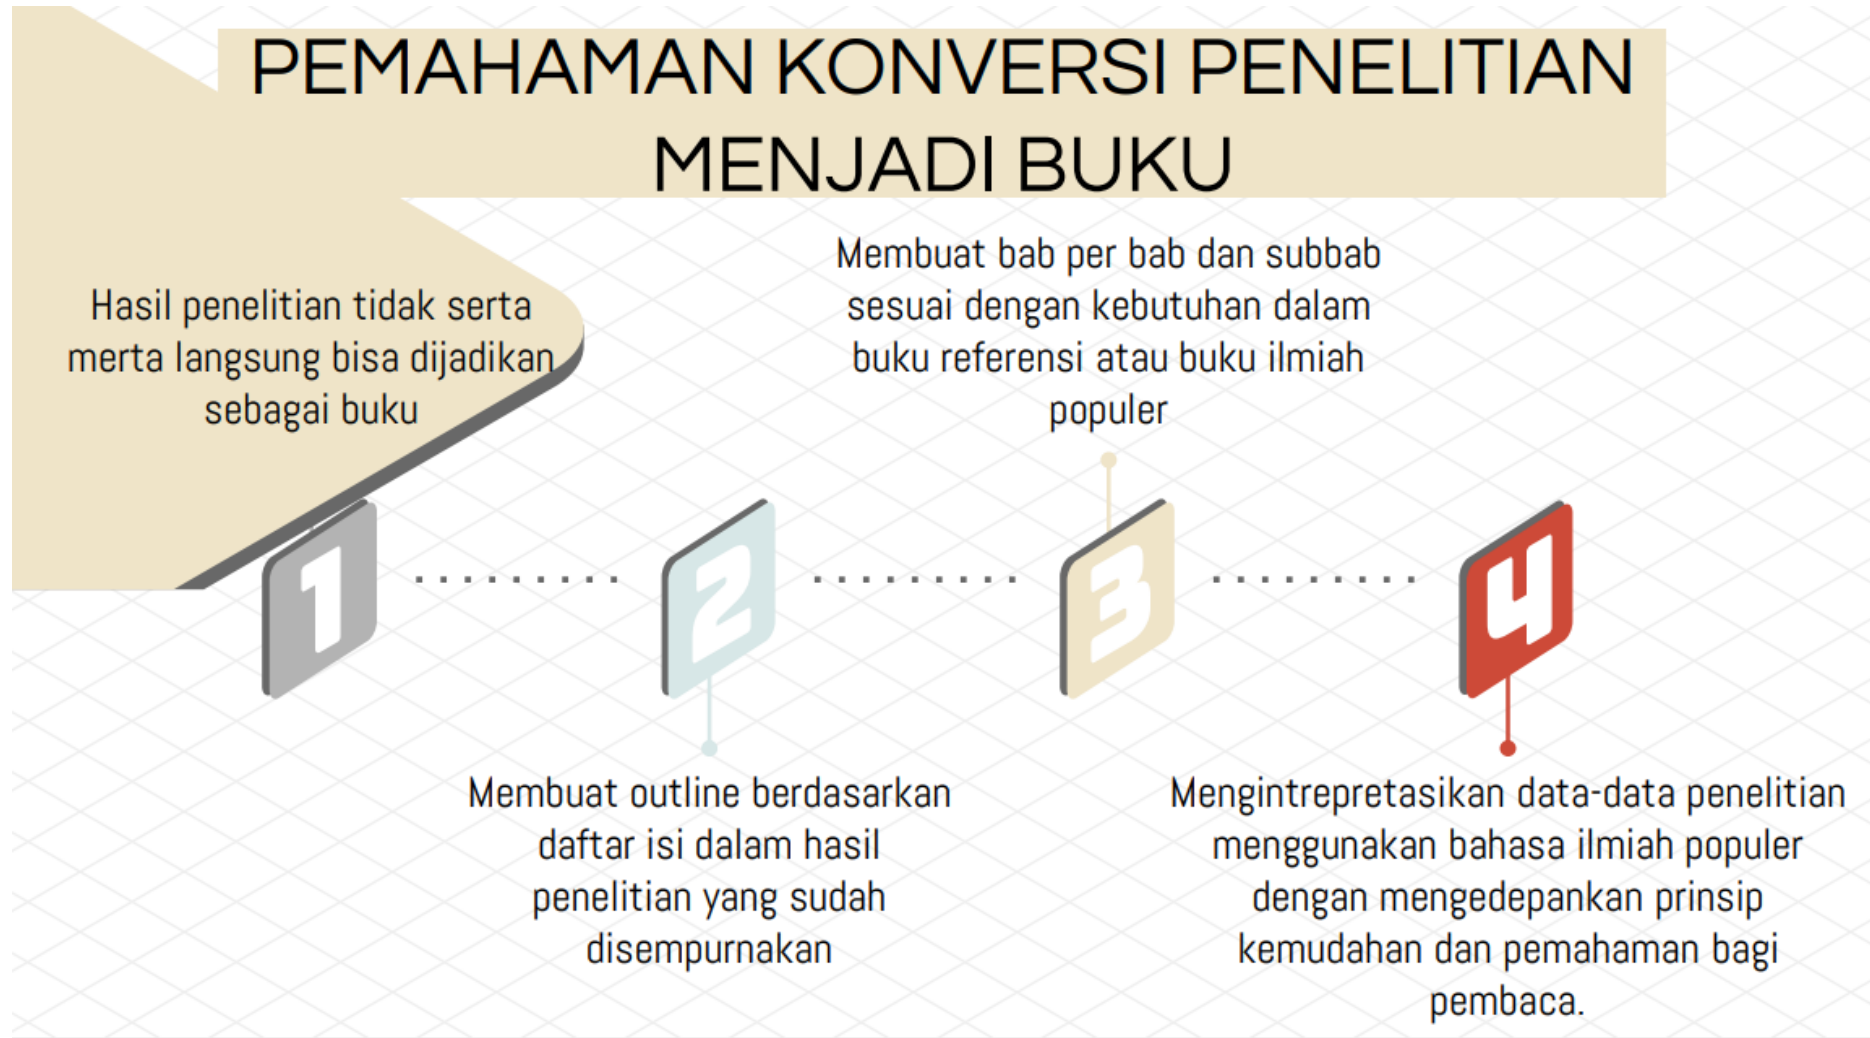 PEMAHAMAN KONVERSI PENELITIAN
MENJADI BUKU
Hasil penelitian tidak serta
merta langsung bisa dijadikan
sebagai buku
1
2
Membuat outline berdasarkan
daftar isi dalam hasil
penelitian yang sudah
disempurnakan
Membuat bab per bab dan subbab
sesuai dengan kebutuhan dalam
buku referensi atau buku ilmiah
populer
3
4
Mengintrepretasikan data-data penelitian
menggunakan bahasa ilmiah populer
dengan mengedepankan prinsip
kemudahan dan pemahaman bagi
pembaca.